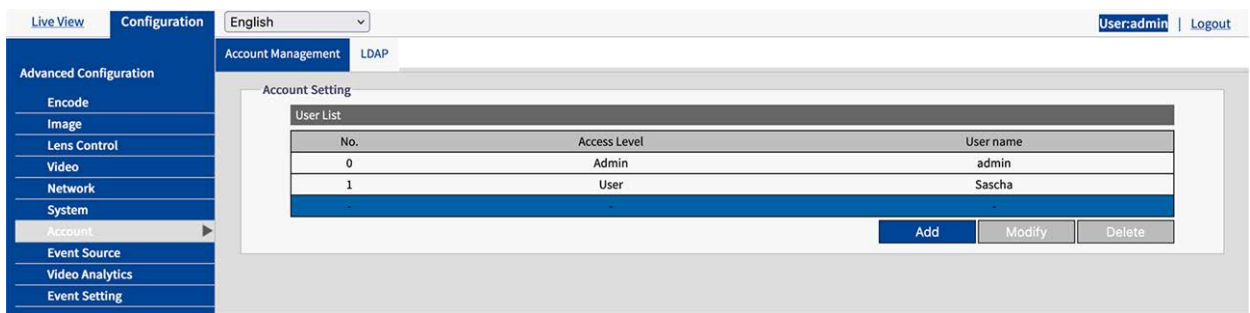 Live View Configuration English User:admin | Logout
Account Management LDAP
Advanced Configuration
Account Setting
Encode
User List
Image
Lens Control
No. Access Level User name
Video
0 Admin admin
Network
1 User Sascha
System
- - -
Account
Add Modify Delete
Event Source
Video Analytics
Event Setting